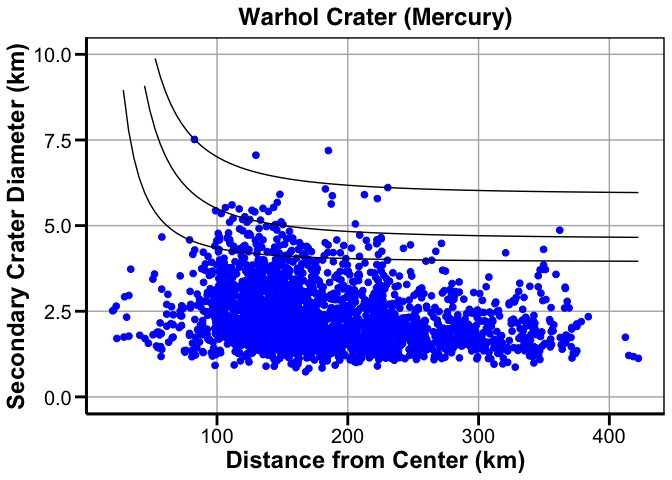 Warhol Crater (Mercury)
Secondary Crater Diameter (km)
10.0
7.5
5.0
2.5
0.0
100 200 300 400
Distance from Center (km)